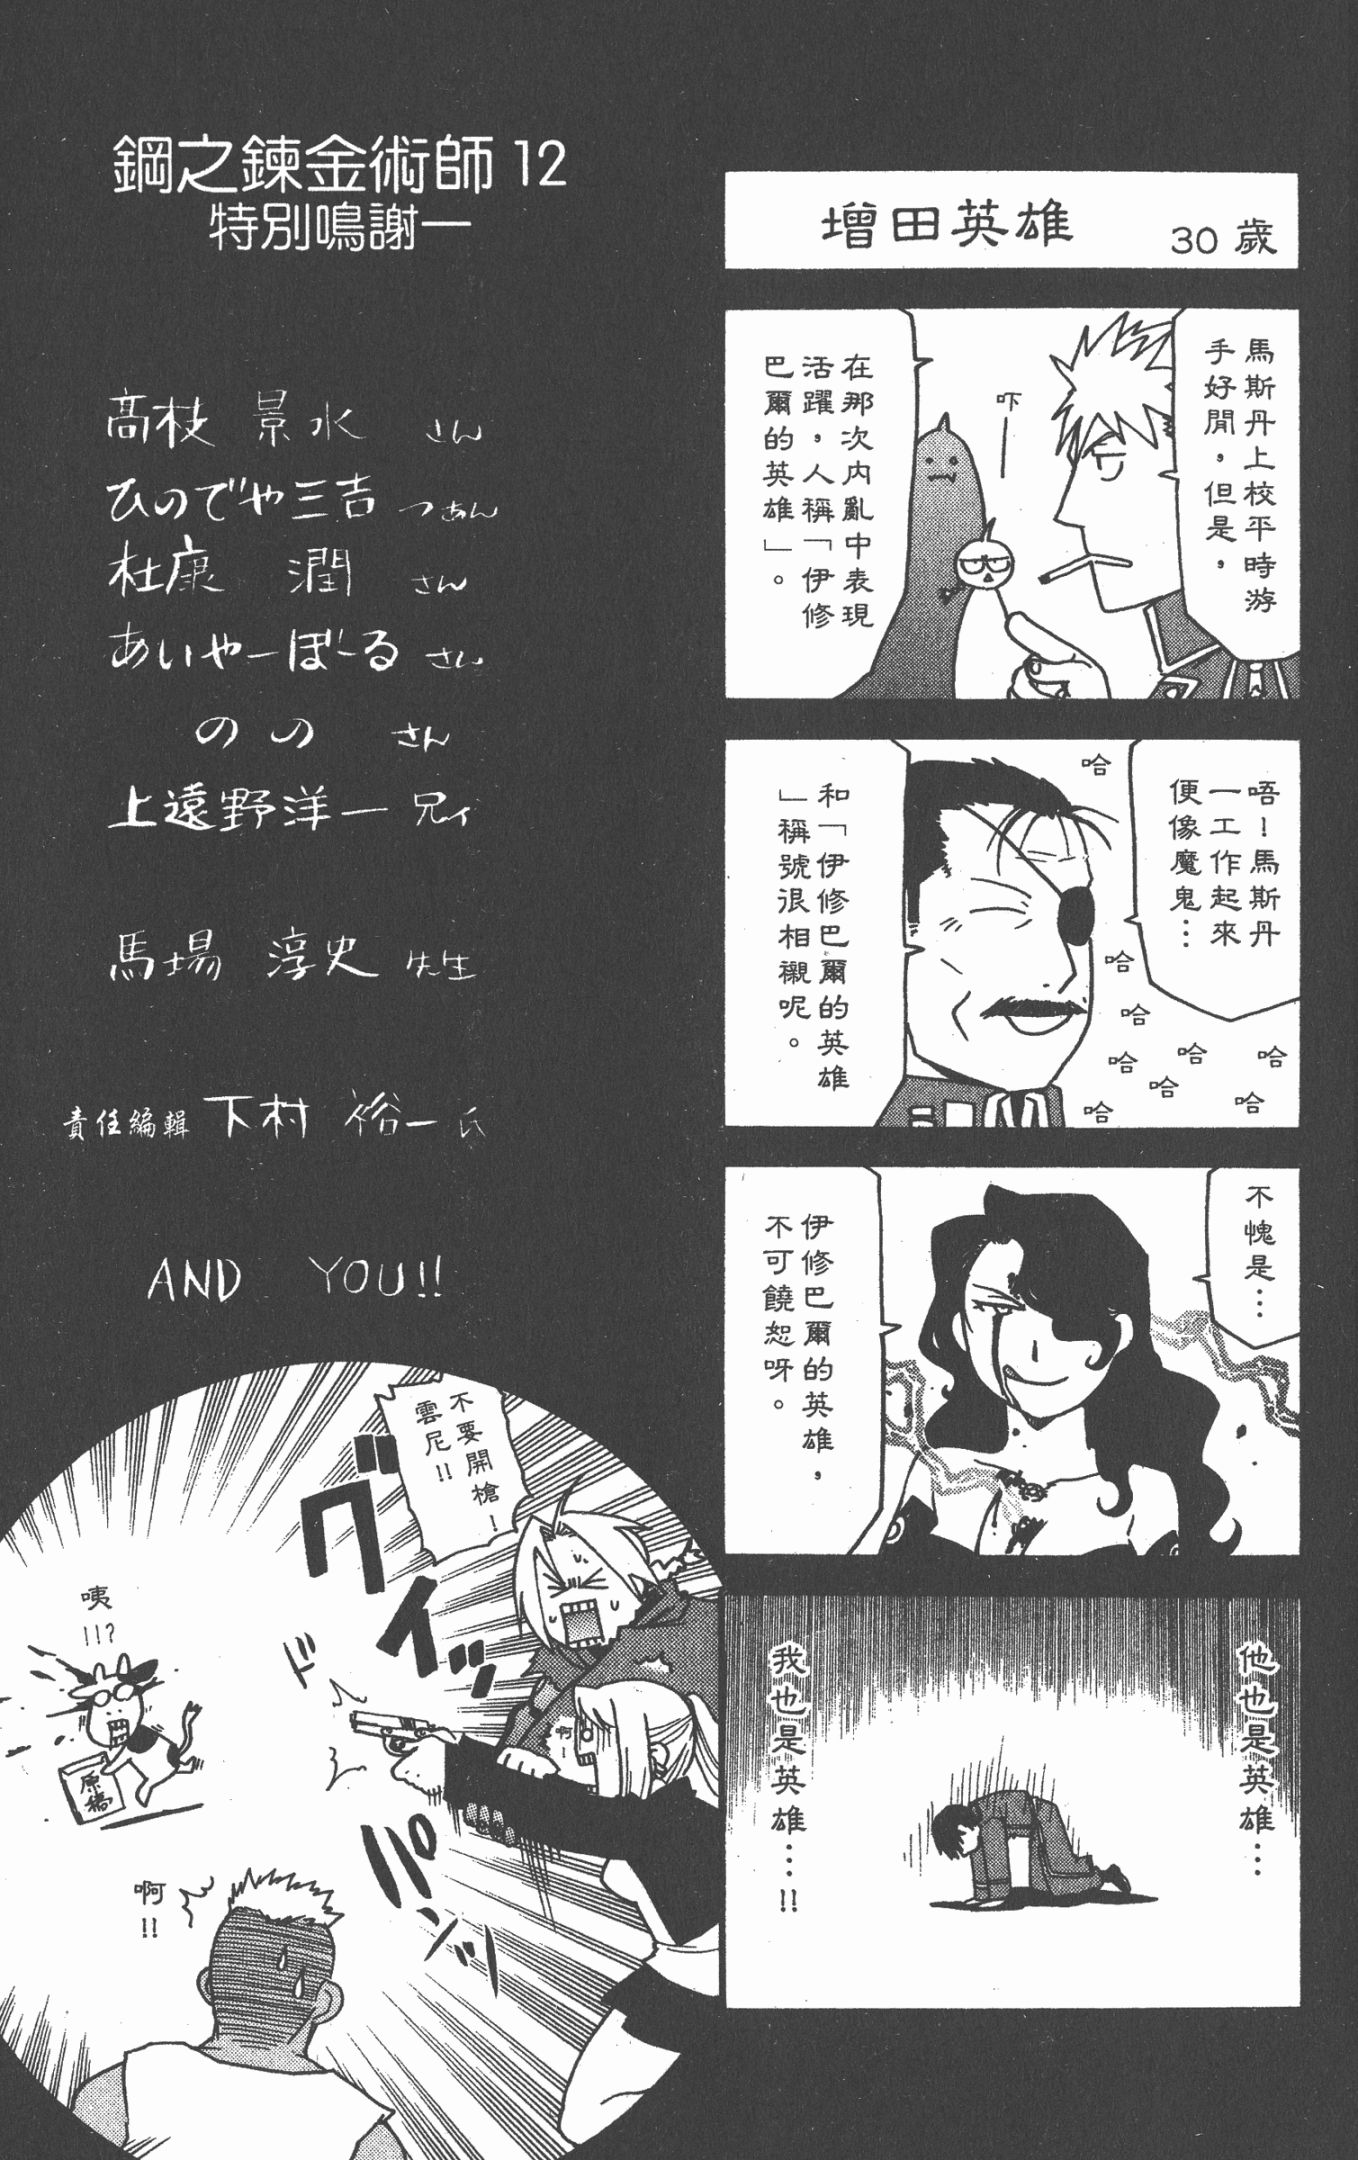 增田英雄 30歲
馬斯丹上校平時游
手好閒，但是，
吓—
在那次內亂中表現
活躍，人稱「伊修
巴爾的英雄」。
唔！馬斯丹
一工作起來
便像魔鬼…
哈
哈
哈
哈
哈
哈
哈
哈
哈
和「伊修巴爾的英雄
」稱號很相襯呢。
不愧是…
伊修巴爾的英雄，
不可饒恕呀。
他也是英雄…
我也是英雄…!!
鋼之鍊金術師12
特別鳴謝—
高枝 景水 さん
ひのでや三吉 つぁん
杜康 潤 さん
あいやーぼーる さん
のの さん
上遠野洋一 兄ィ
馬場 淳史 先生
責任編輯 下村 裕一 氏
AND YOU!!
不要開槍！
雲尼!!
グイッ
ドパンッ
啊
咦
!!?
原稿
啊
!!